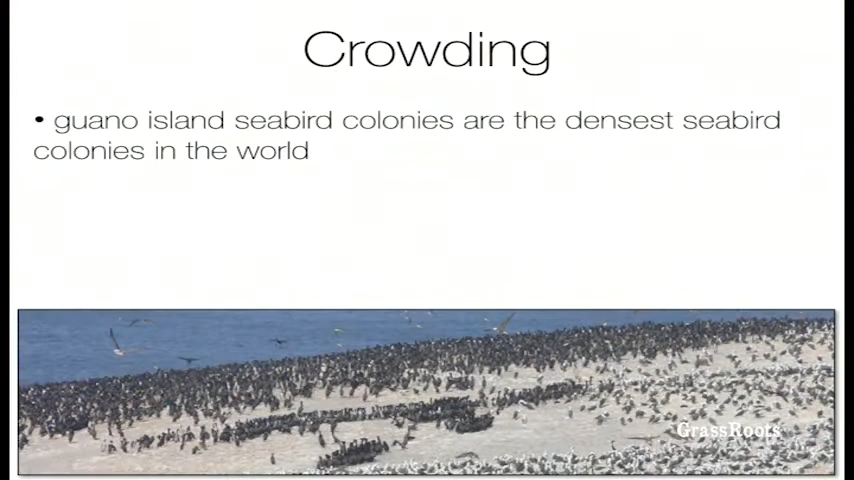 Crowding
• guano island seabird colonies are the densest seabird
colonies in the world
GrassRoots